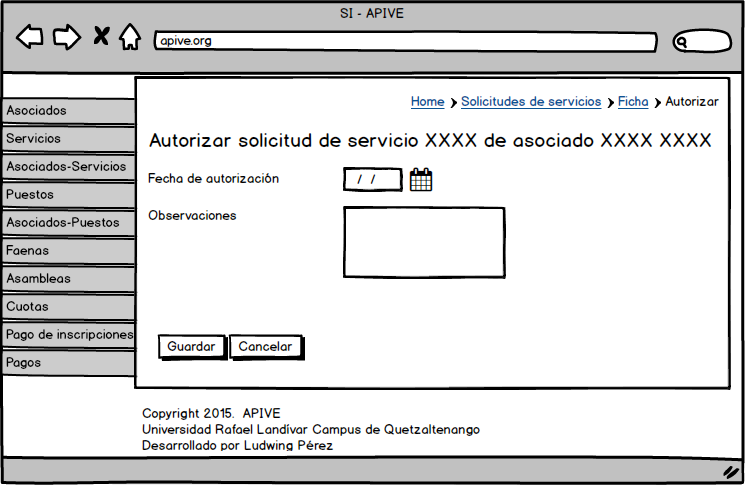 SI - APIVE
apive.org
Asociados
Servicios
Asociados-Servicios
Puestos
Asociados-Puestos
Faenas
Asambleas
Cuotas
Pago de inscripciones
Pagos
Home > Solicitudes de servicios > Ficha > Autorizar
Autorizar solicitud de servicio XXXX de asociado XXXX XXXX
Fecha de autorización / /
Observaciones
Guardar Cancelar
Copyright 2015. APIVE
Universidad Rafael Landívar Campus de Quetzaltenango
Desarrollado por Ludwing Pérez